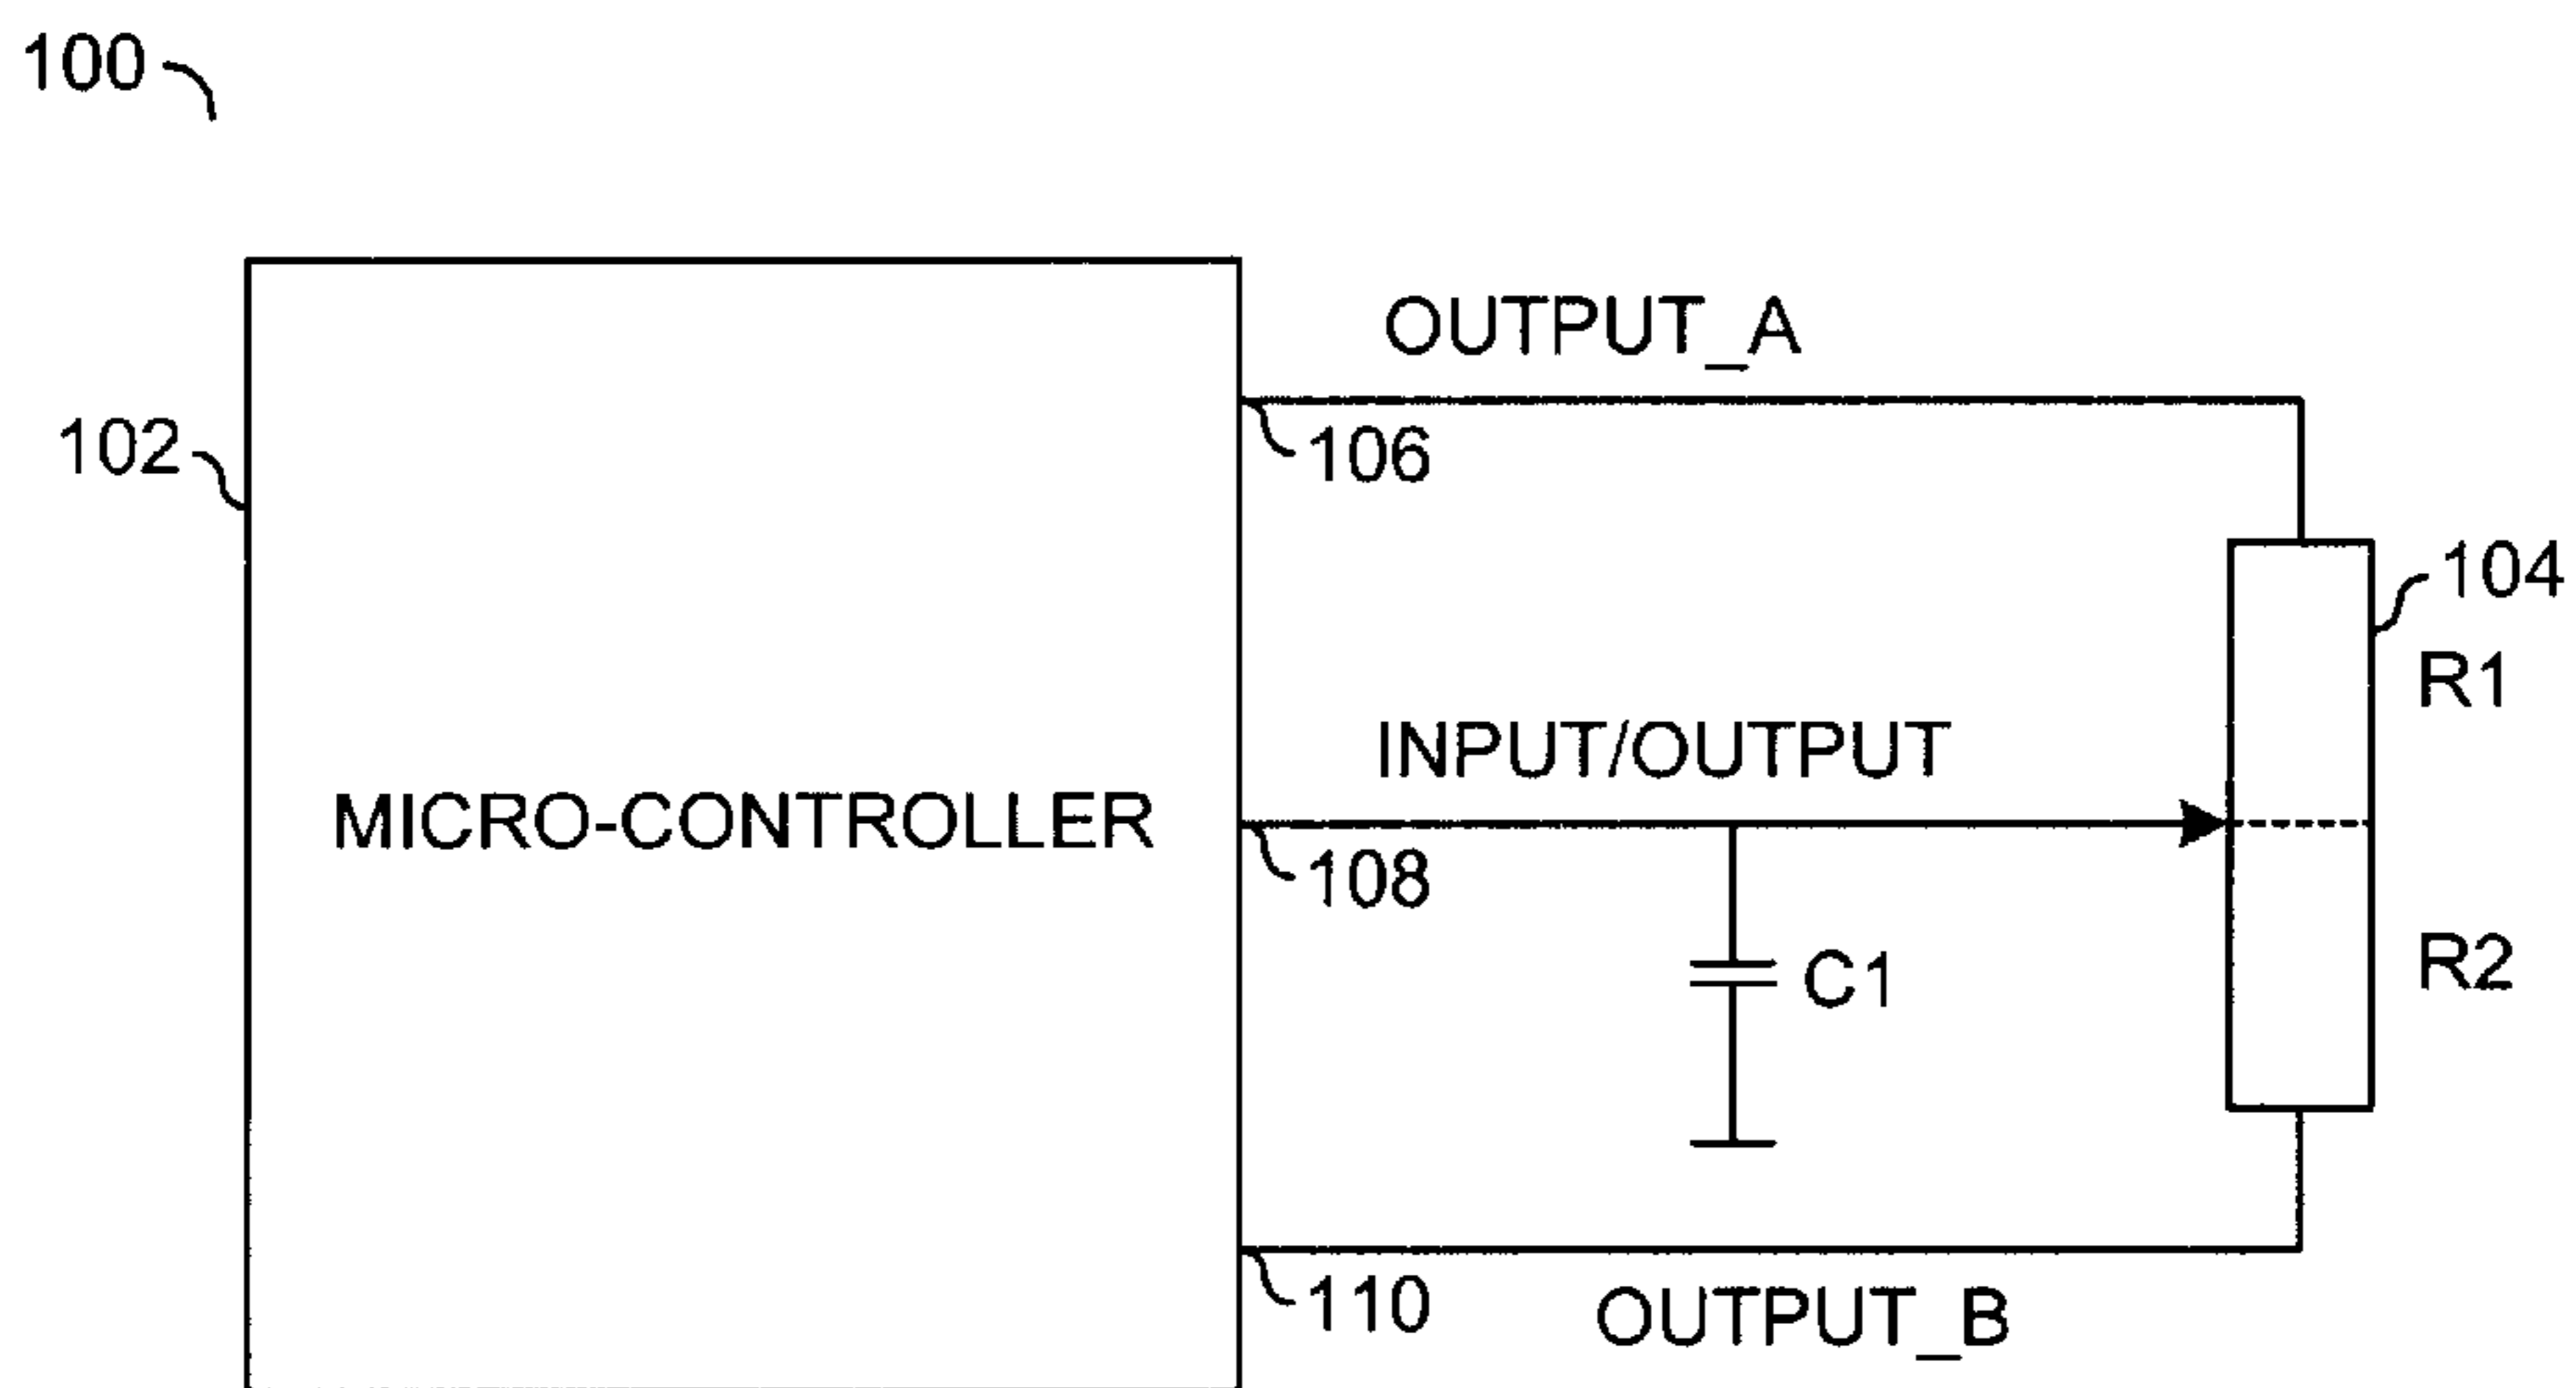 100
OUTPUT_A
102
106
104
R1
INPUT/OUTPUT
MICRO-CONTROLLER
108
C1
R2
110
OUTPUT_B